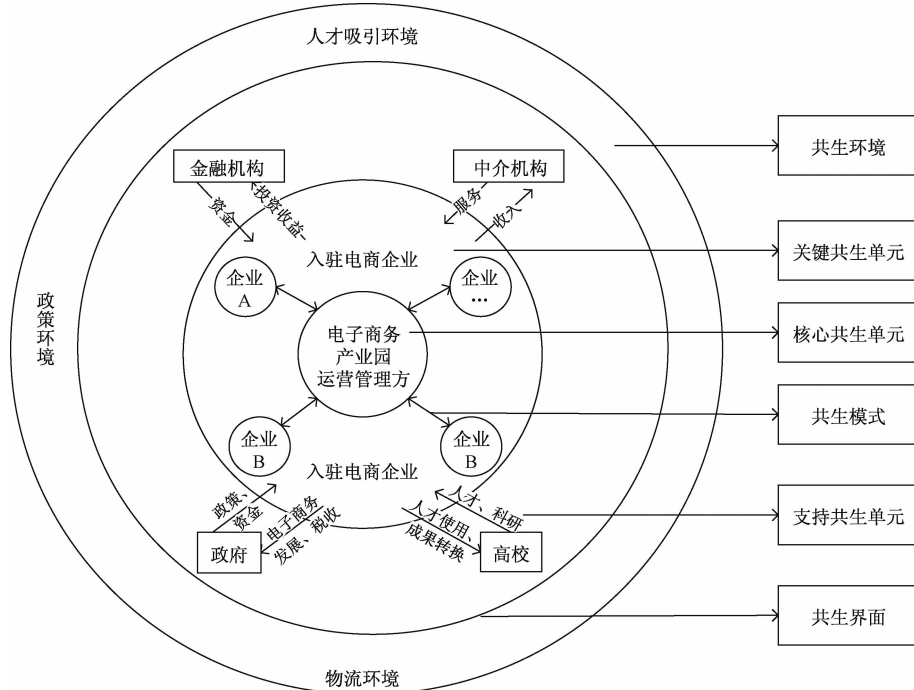 人才吸引环境
共生环境
金融机构
中介机构
资金
投资收益
服务
收入
入驻电商企业
关键共生单元
企业
A
企业
…
政策环境
电子商务
产业园
运营管理方
核心共生单元
共生模式
企业
B
企业
B
入驻电商企业
政策、
资金
电子商务
发展、税收
人才、科研
人才使用、
成果转换
支持共生单元
政府
高校
共生界面
物流环境